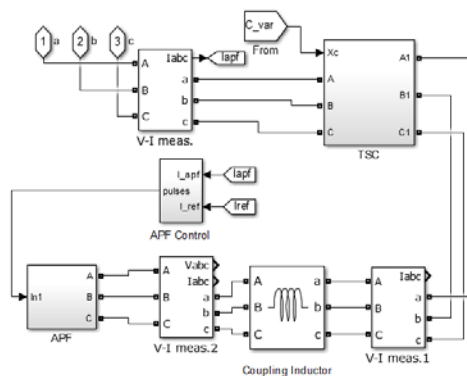 1 a 2 b 3 c
C_var
From
Iabc Iapf
A a
B b
C c
V-I meas.
Xc A1
A
B B1
C C1
TSC
I_apf Iapf
pulses
I_ref Iref
APF Control
In1 A
B
C
APF
Vabc
Iabc
A a
B b
C c
V-I meas.2
A a
B b
C c
Coupling Inductor
Iabc
A a
B b
C c
V-I meas.1